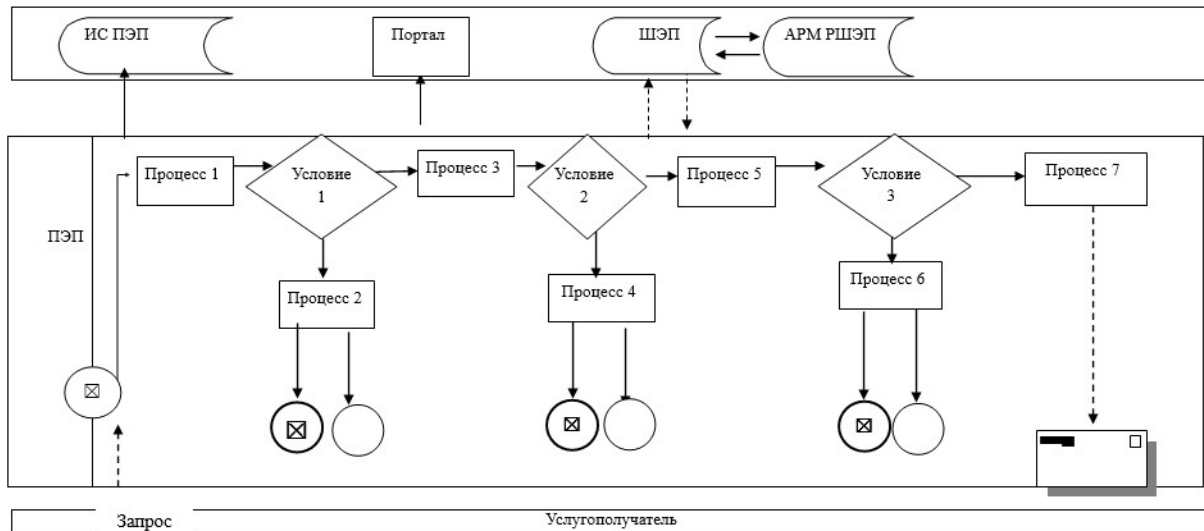 ИС ПЭП
Портал
ШЭП
АРМ РШЭП
Процесс 1
Условие
1
Процесс 3
Условие
2
Процесс 5
Условие
3
Процесс 7
ПЭП
Процесс 2
Процесс 4
Процесс 6
Запрос
Услугополучатель